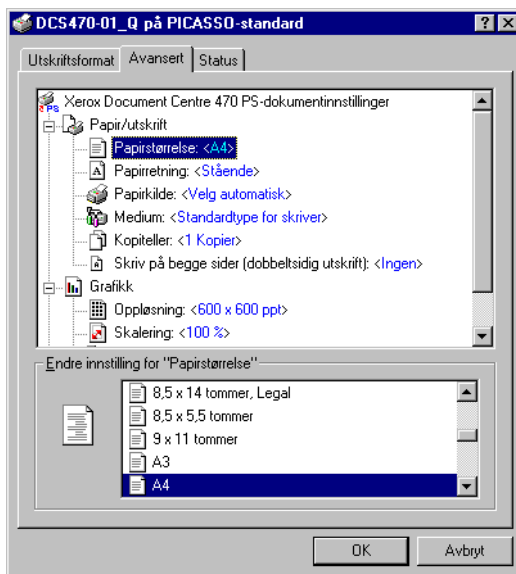 DCS470-01_Q på PICASSO-standard
Utskriftsformat Avansert Status
Xerox Document Centre 470 PS-dokumentinnstillinger
Papir/utskrift
Papirstørrelse: <A4>
Papirretning: <Stående>
Papirkilde: <Velg automatisk>
Medium: <Standardtype for skriver>
Kopiteller: <1 Kopier>
Skriv på begge sider (dobbeltsidig utskrift): <Ingen>
Grafikk
Oppløsning: <600 x 600 ppt>
Skalering: <100 %>
Endre innstilling for "Papirstørrelse"
8,5 x 14 tommer, Legal
8,5 x 5,5 tommer
9 x 11 tommer
A3
A4
OK Avbryt